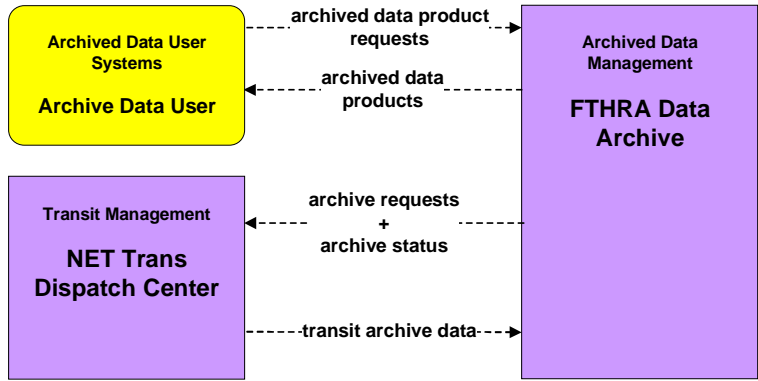 Archived Data User
Systems
Archive Data User
archived data product
requests
archived data
products
Archived Data
Management
FTHRA Data
Archive
Transit Management
NET Trans
Dispatch Center
archive requests
+
archive status
transit archive data